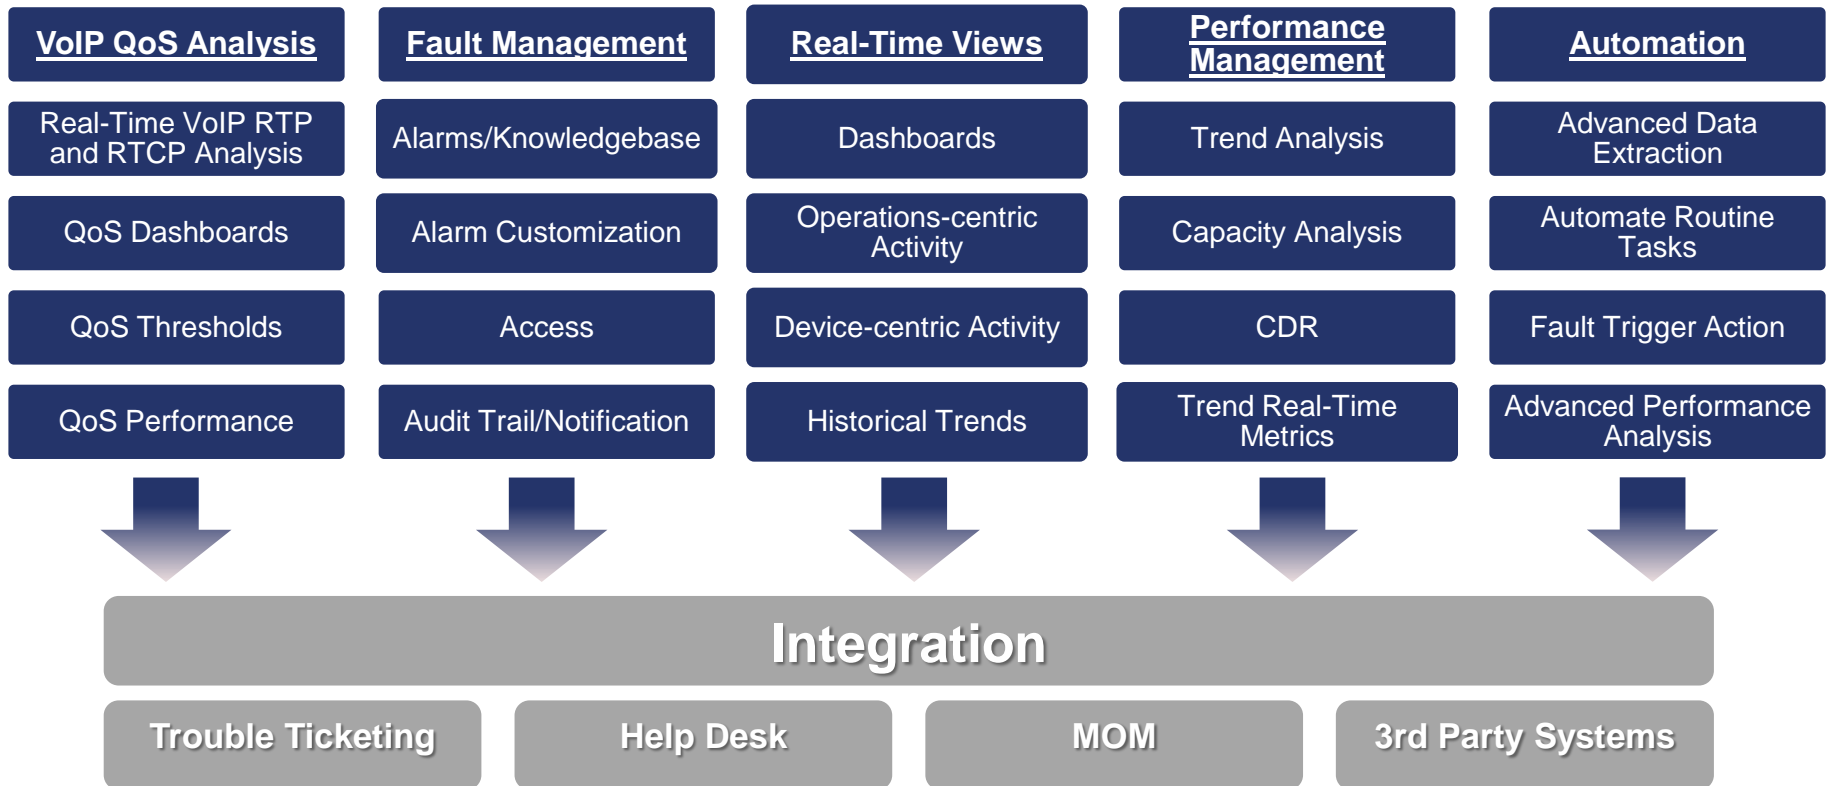 VoIP QoS Analysis
Real-Time VoIP RTP
and RTCP Analysis
QoS Dashboards
QoS Thresholds
QoS Performance
Fault Management
Alarms/Knowledgebase
Alarm Customization
Access
Audit Trail/Notification
Real-Time Views
Dashboards
Operations-centric
Activity
Device-centric Activity
Historical Trends
Performance
Management
Trend Analysis
Capacity Analysis
CDR
Trend Real-Time
Metrics
Automation
Advanced Data
Extraction
Automate Routine
Tasks
Fault Trigger Action
Advanced Performance
Analysis
Integration
Trouble Ticketing
Help Desk
MOM
3rd Party Systems